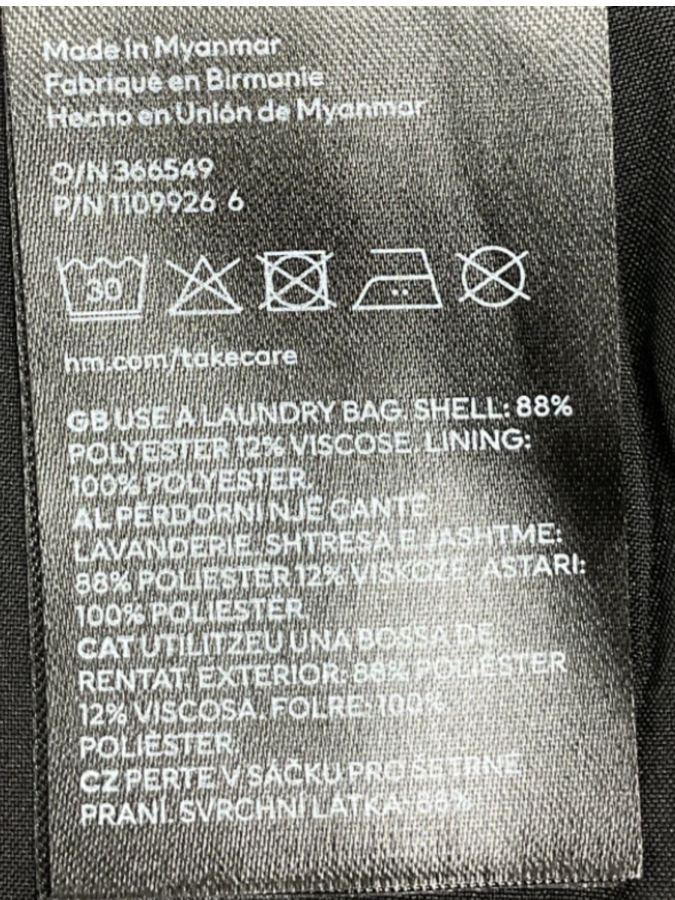 Made in Myanmar
Fabriqué en Birmanie
Hecho en Unión de Myanmar
O/N 366549
P/N 1109926 6
30
hm.com/takecare
GB USE A LAUNDRY BAG. SHELL: 88%
POLYESTER 12% VISCOSE. LINING:
100% POLYESTER
AL PERDORNI NJË CANTË
LAVANDERIE. SHTRESA E JASHTME:
88% POLIESTER 12% VISKOZË. ASTARI:
100% POLIESTER
CAT UTILITZEU UNA BOSSA DE
RENTAT. EXTERIOR: 88% POLIÈSTER
12% VISCOSA. FOLRE: 100%
POLIÈSTER
CZ PERTE V SÁČKU PRO ŠETRNÉ
PRANÍ. SVRCHNÍ LÁTKA: 88%